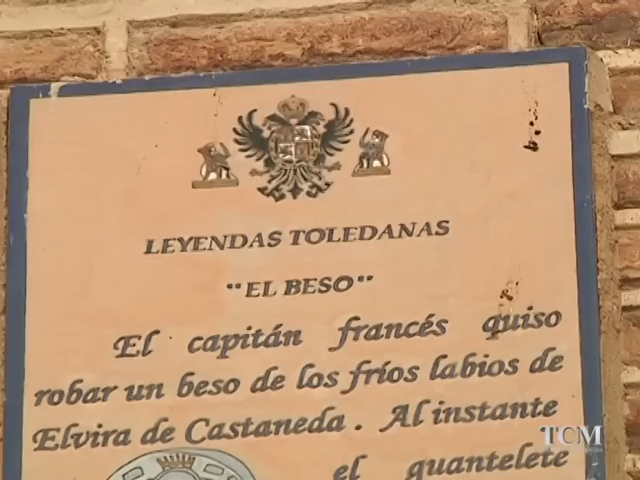 LEYENDAS TOLEDANAS
"EL BESO"
El capitán francés quiso
robar un beso de los fríos labios de
Elvira de Castaneda. Al instante
el guantelete
TCM